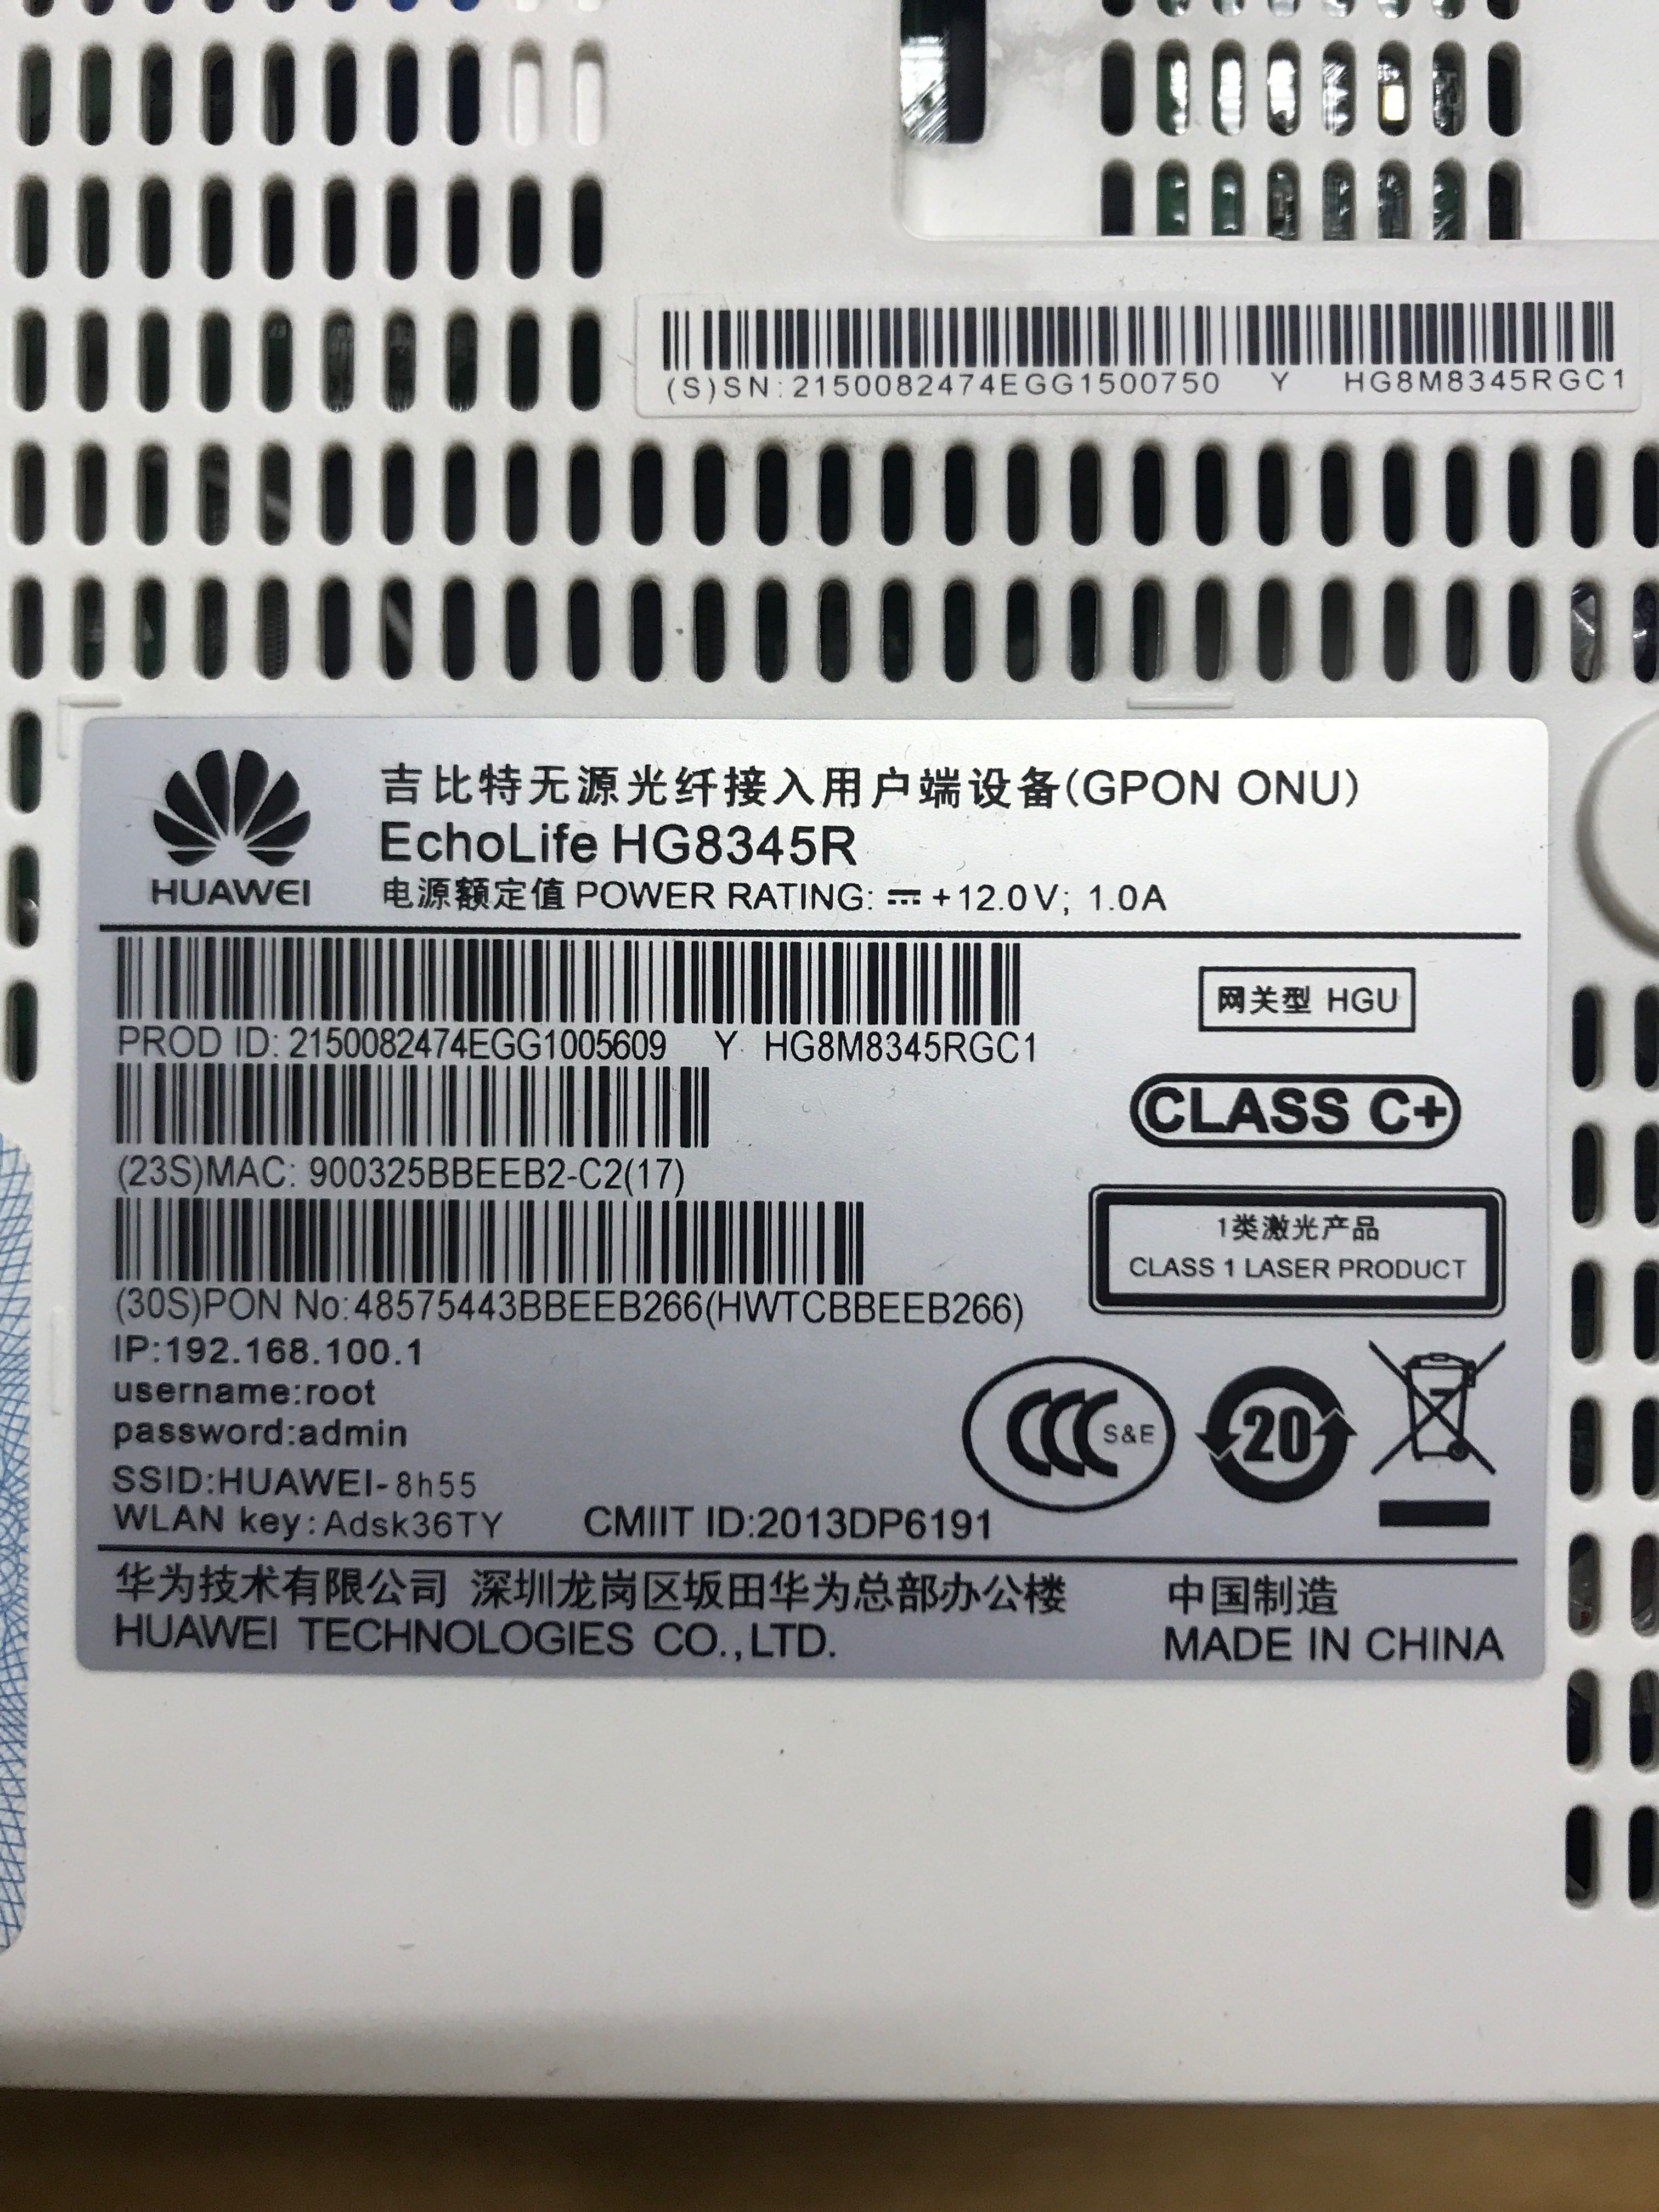 (S)SN:2150082474EGG1500750 Y HG8M8345RGC1
HUAWEI
吉比特无源光纤接入用户端设备(GPON ONU)
EchoLife HG8345R
电源额定值 POWER RATING: ⎓ +12.0V; 1.0A
PROD ID: 2150082474EGG1005609 Y HG8M8345RGC1
网关型 HGU
(23S)MAC: 900325BBEEB2-C2(17)
CLASS C+
(30S)PON No:48575443BBEEB266(HWTCBBEEB266)
1类激光产品
CLASS 1 LASER PRODUCT
IP:192.168.100.1
username:root
password:admin
SSID:HUAWEI-8h55
WLAN key:Adsk36TY CMIIT ID:2013DP6191
CCC S&E
20
华为技术有限公司 深圳龙岗区坂田华为总部办公楼 中国制造
HUAWEI TECHNOLOGIES CO.,LTD. MADE IN CHINA